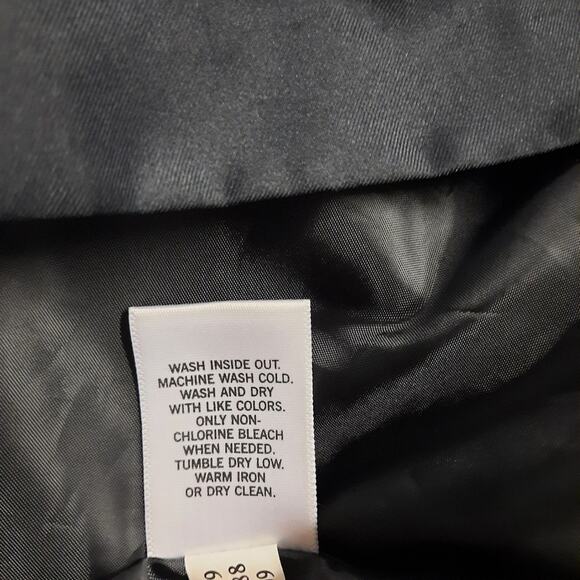 WASH INSIDE OUT.
MACHINE WASH COLD.
WASH AND DRY
WITH LIKE COLORS.
ONLY NON-
CHLORINE BLEACH
WHEN NEEDED.
TUMBLE DRY LOW.
WARM IRON
OR DRY CLEAN.